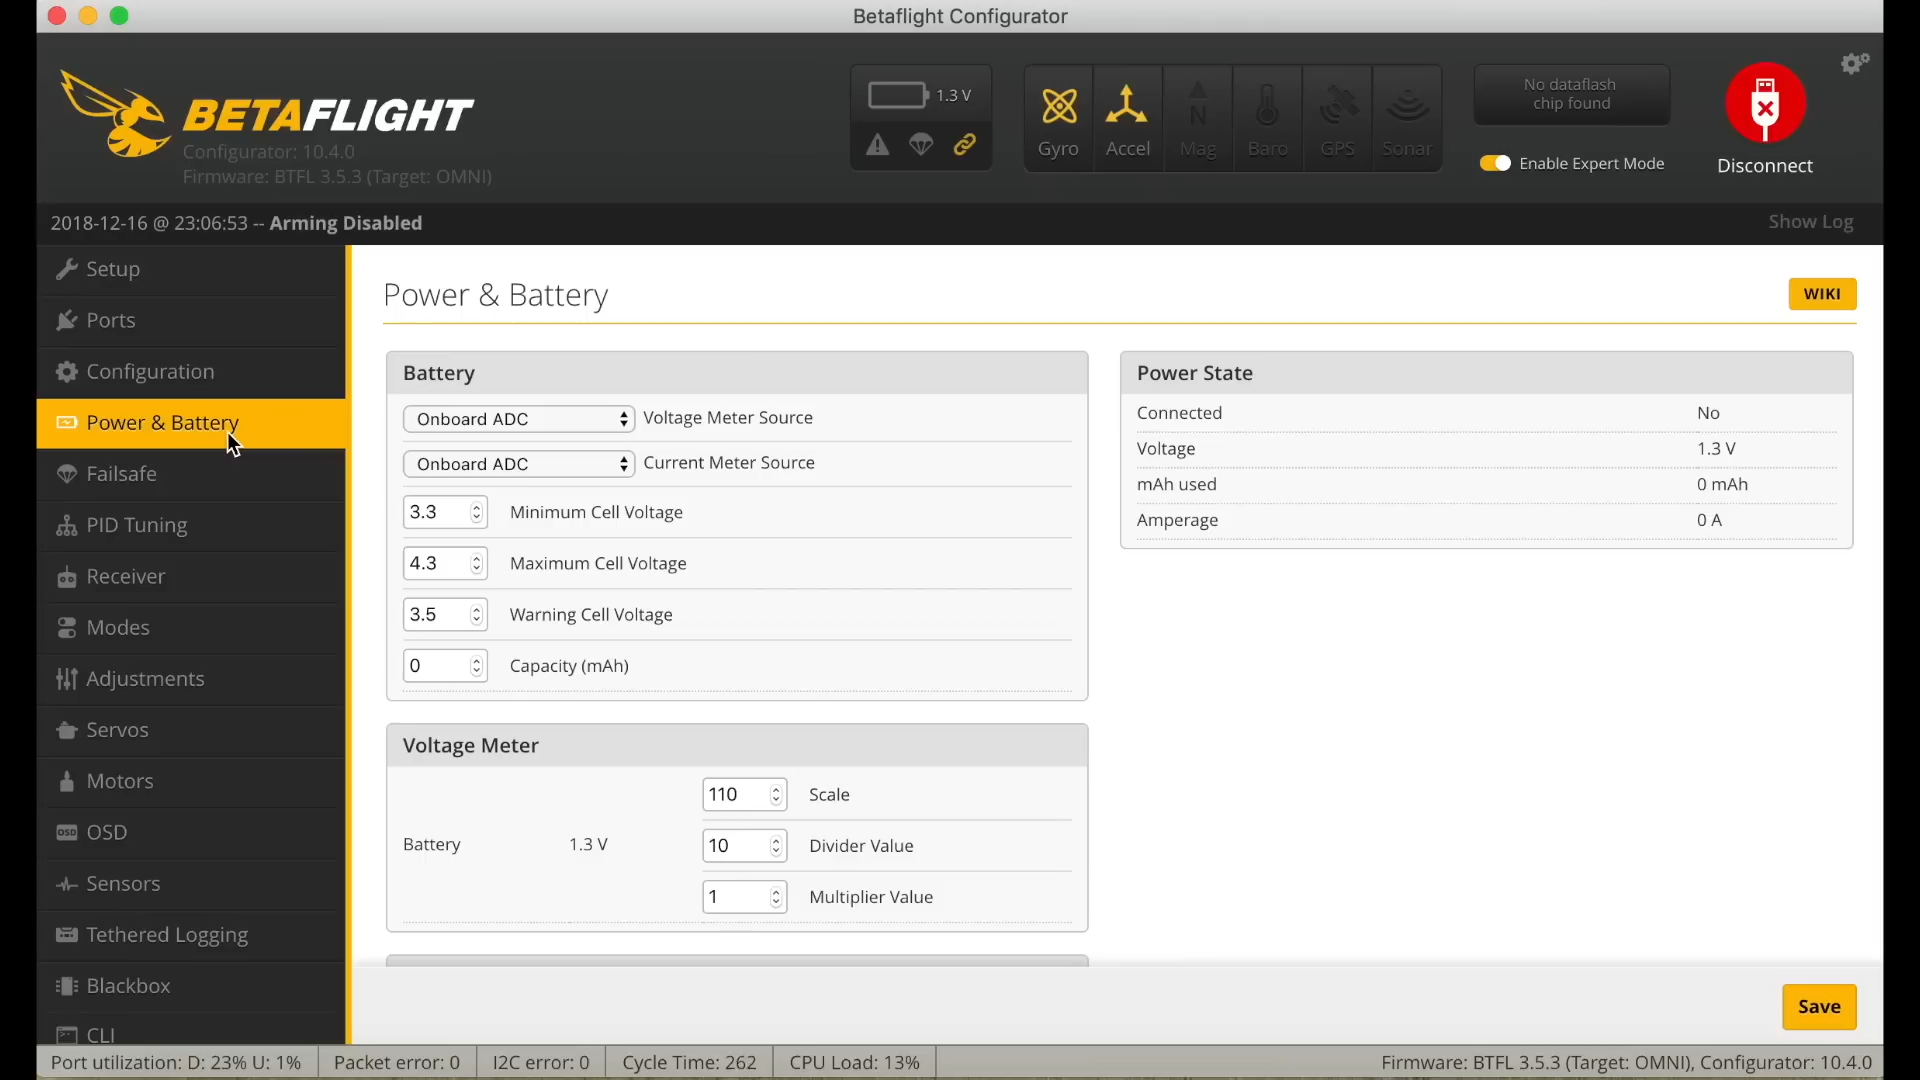 Betaflight Configurator
BETAFLIGHT
Configurator: 10.4.0
Firmware: BTFL 3.5.3 (Target: OMNI)
1.3 V
Gyro
Accel
Mag
Baro
GPS
Sonar
No dataflash
chip found
Enable Expert Mode
Disconnect
2018-12-16 @ 23:06:53 -- Arming Disabled
Show Log
Setup
Ports
Configuration
Power & Battery
Failsafe
PID Tuning
Receiver
Modes
Adjustments
Servos
Motors
OSD OSD
Sensors
Tethered Logging
Blackbox
CLI
Power & Battery
WIKI
Battery
Onboard ADC Voltage Meter Source
Onboard ADC Current Meter Source
3.3 Minimum Cell Voltage
4.3 Maximum Cell Voltage
3.5 Warning Cell Voltage
0 Capacity (mAh)
Power State
Connected No
Voltage 1.3 V
mAh used 0 mAh
Amperage 0 A
Voltage Meter
Battery 1.3 V
110 Scale
10 Divider Value
1 Multiplier Value
Save
Port utilization: D: 23% U: 1%
Packet error: 0
I2C error: 0
Cycle Time: 262
CPU Load: 13%
Firmware: BTFL 3.5.3 (Target: OMNI), Configurator: 10.4.0